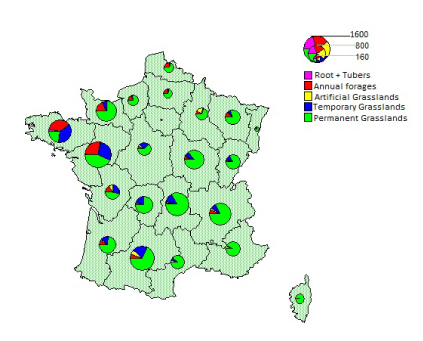 1600
800
160
Root + Tubers
Annual forages
Artificial Grasslands
Temporary Grasslands
Permanent Grasslands